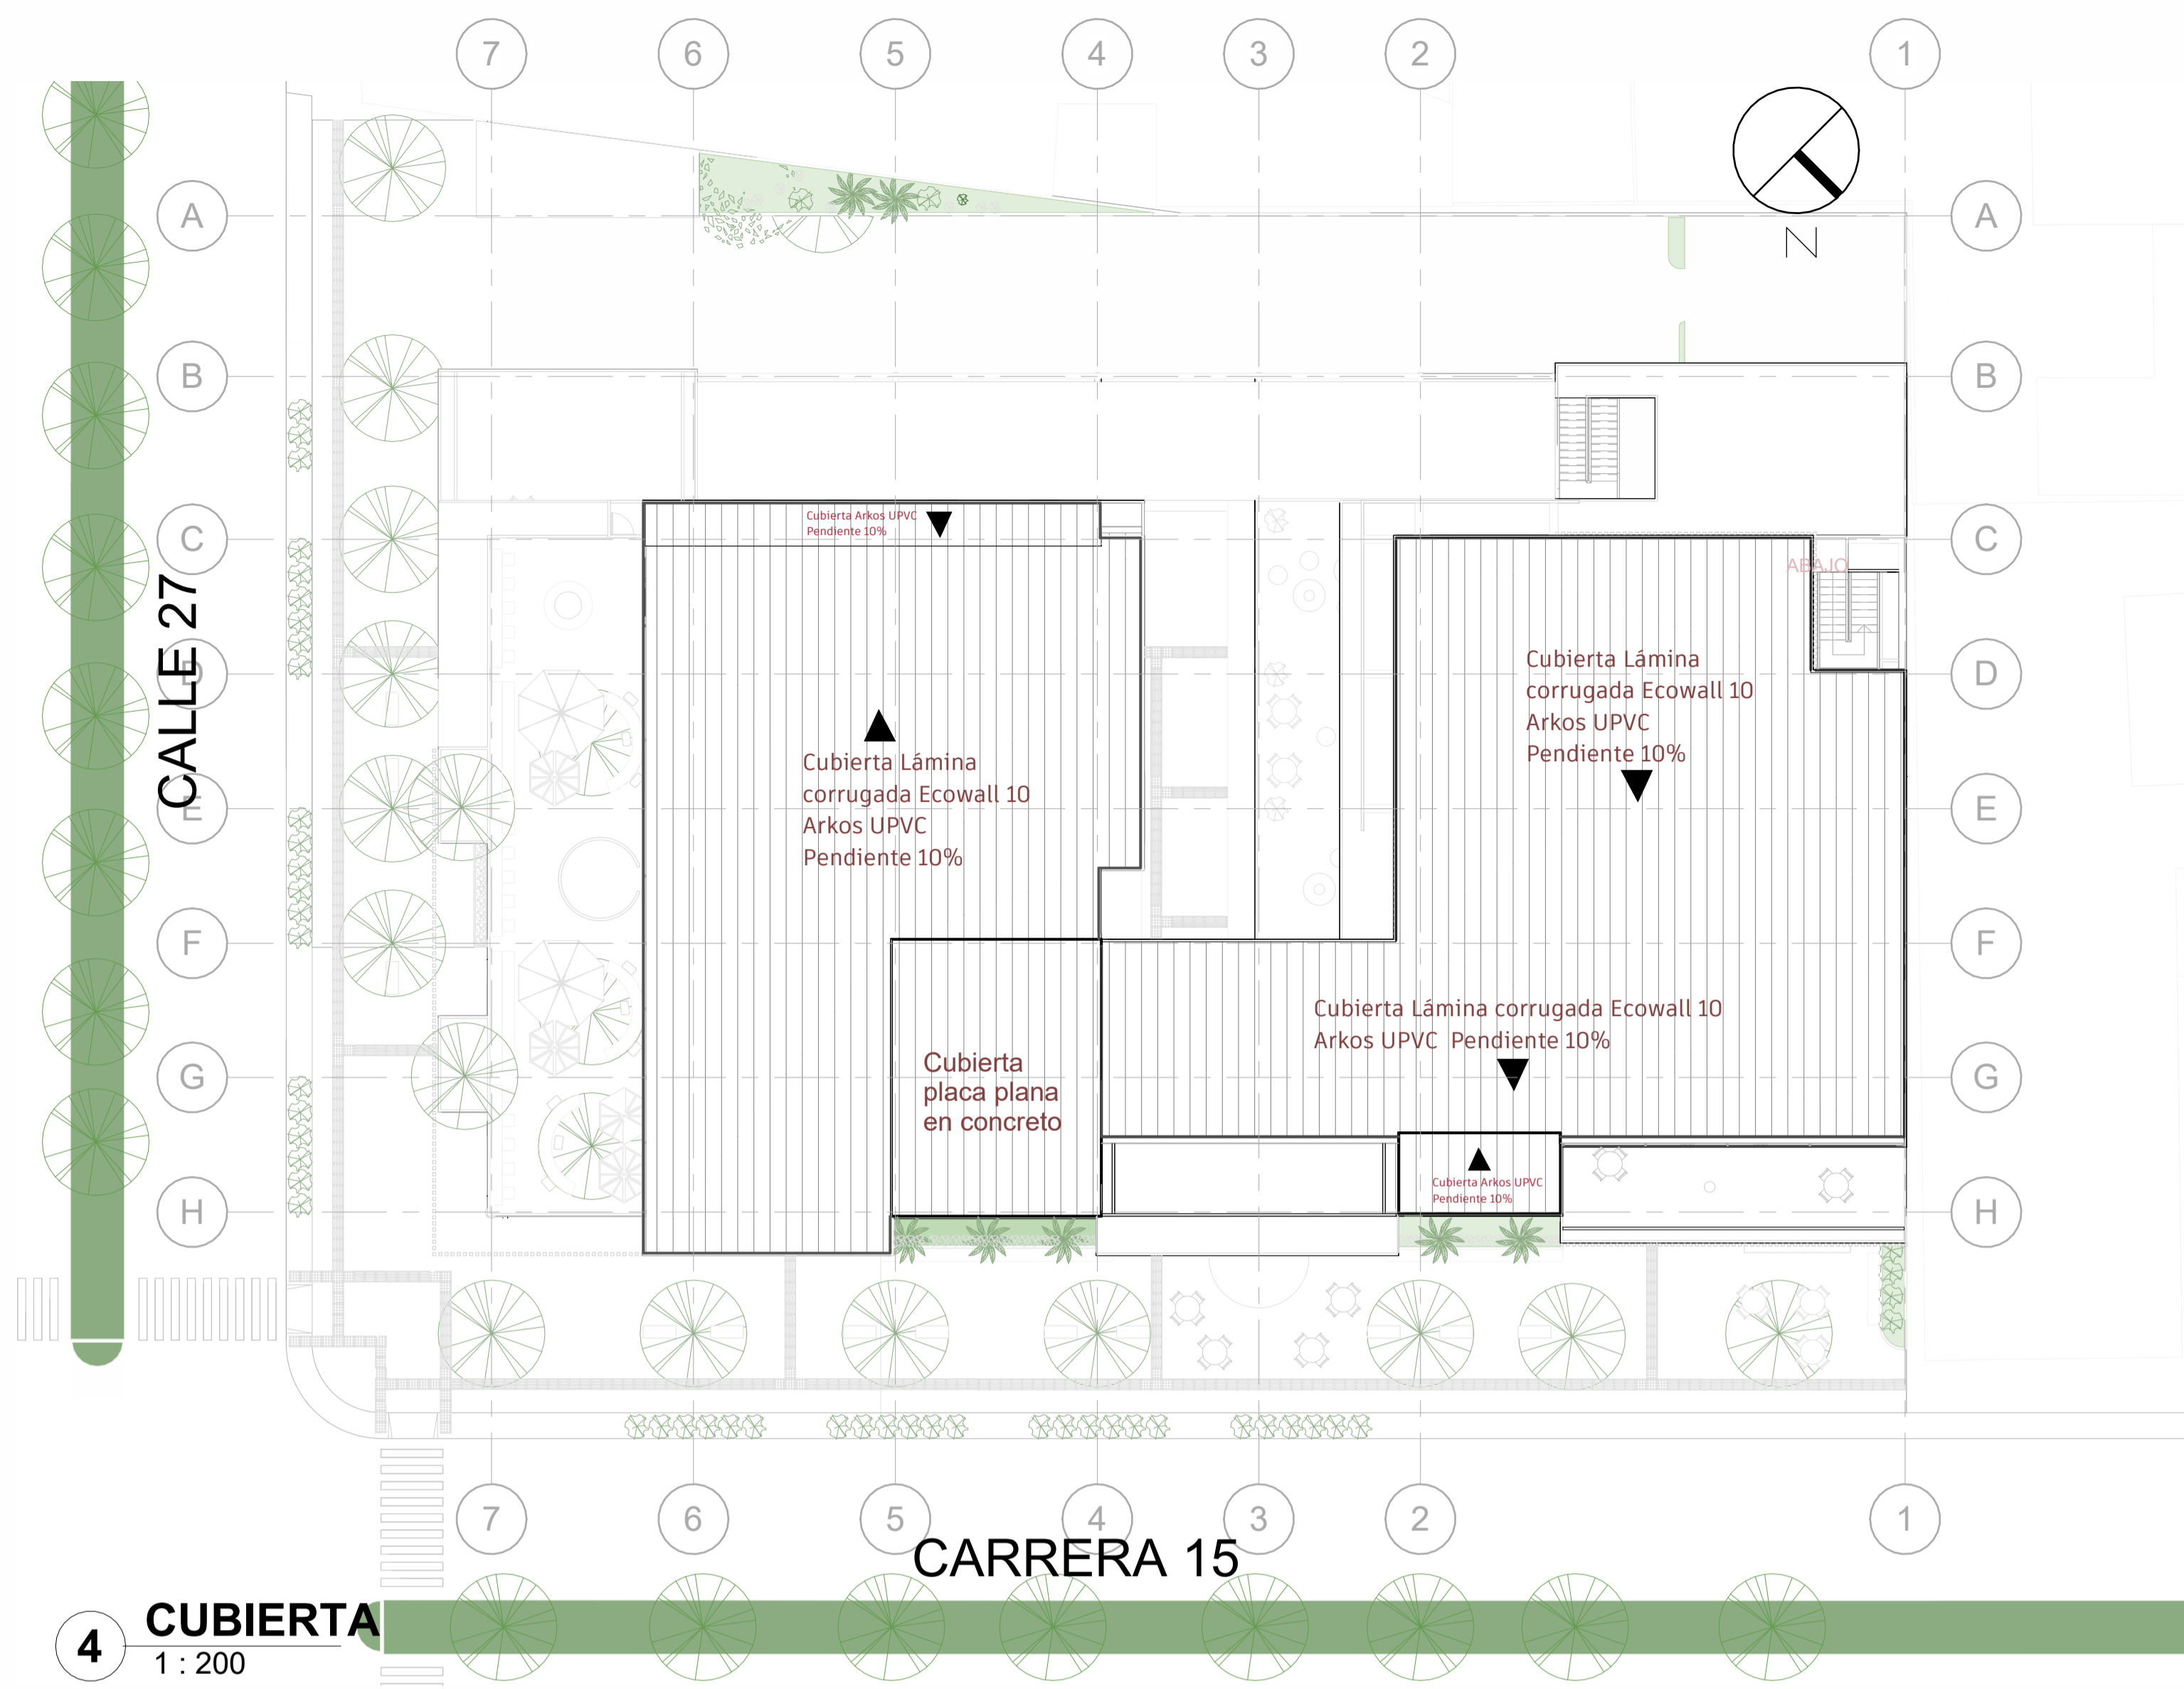 7 6 5 4 3 2 1
A A
N
B B
Cubierta Arkos UPVC
Pendiente 10%
C C
ABAJO
CALLE 27
Cubierta Lámina
corrugada Ecowall 10
Arkos UPVC
Pendiente 10%
D D
Cubierta Lámina
corrugada Ecowall 10
Arkos UPVC
Pendiente 10%
E E
F F
Cubierta Lámina corrugada Ecowall 10
Arkos UPVC Pendiente 10%
Cubierta
placa plana
en concreto
G G
Cubierta Arkos UPVC
Pendiente 10%
H H
7 6 5 4 3 2 1
CARRERA 15
4 CUBIERTA
1 : 200